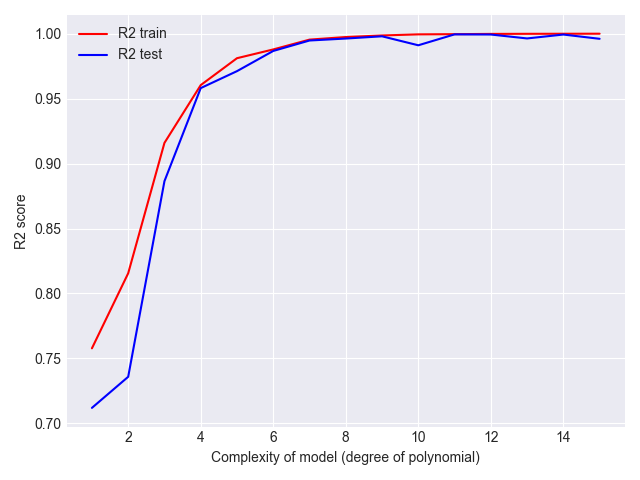 R2 train
R2 test
1.00
0.95
0.90
0.85
0.80
0.75
0.70
R2 score
2 4 6 8 10 12 14
Complexity of model (degree of polynomial)